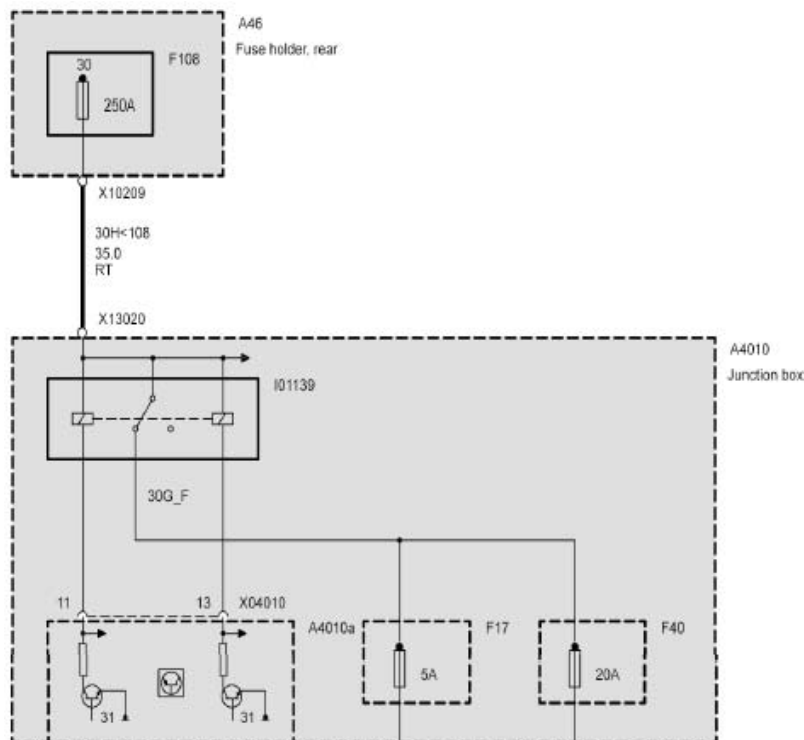 A46
Fuse holder, rear
F108
30
250A
X10209
30H<108
35.0
RT
X13020
A4010
Junction box
I01139
30G_F
11
13
X04010
A4010a
F17
F40
5A
20A
31
31